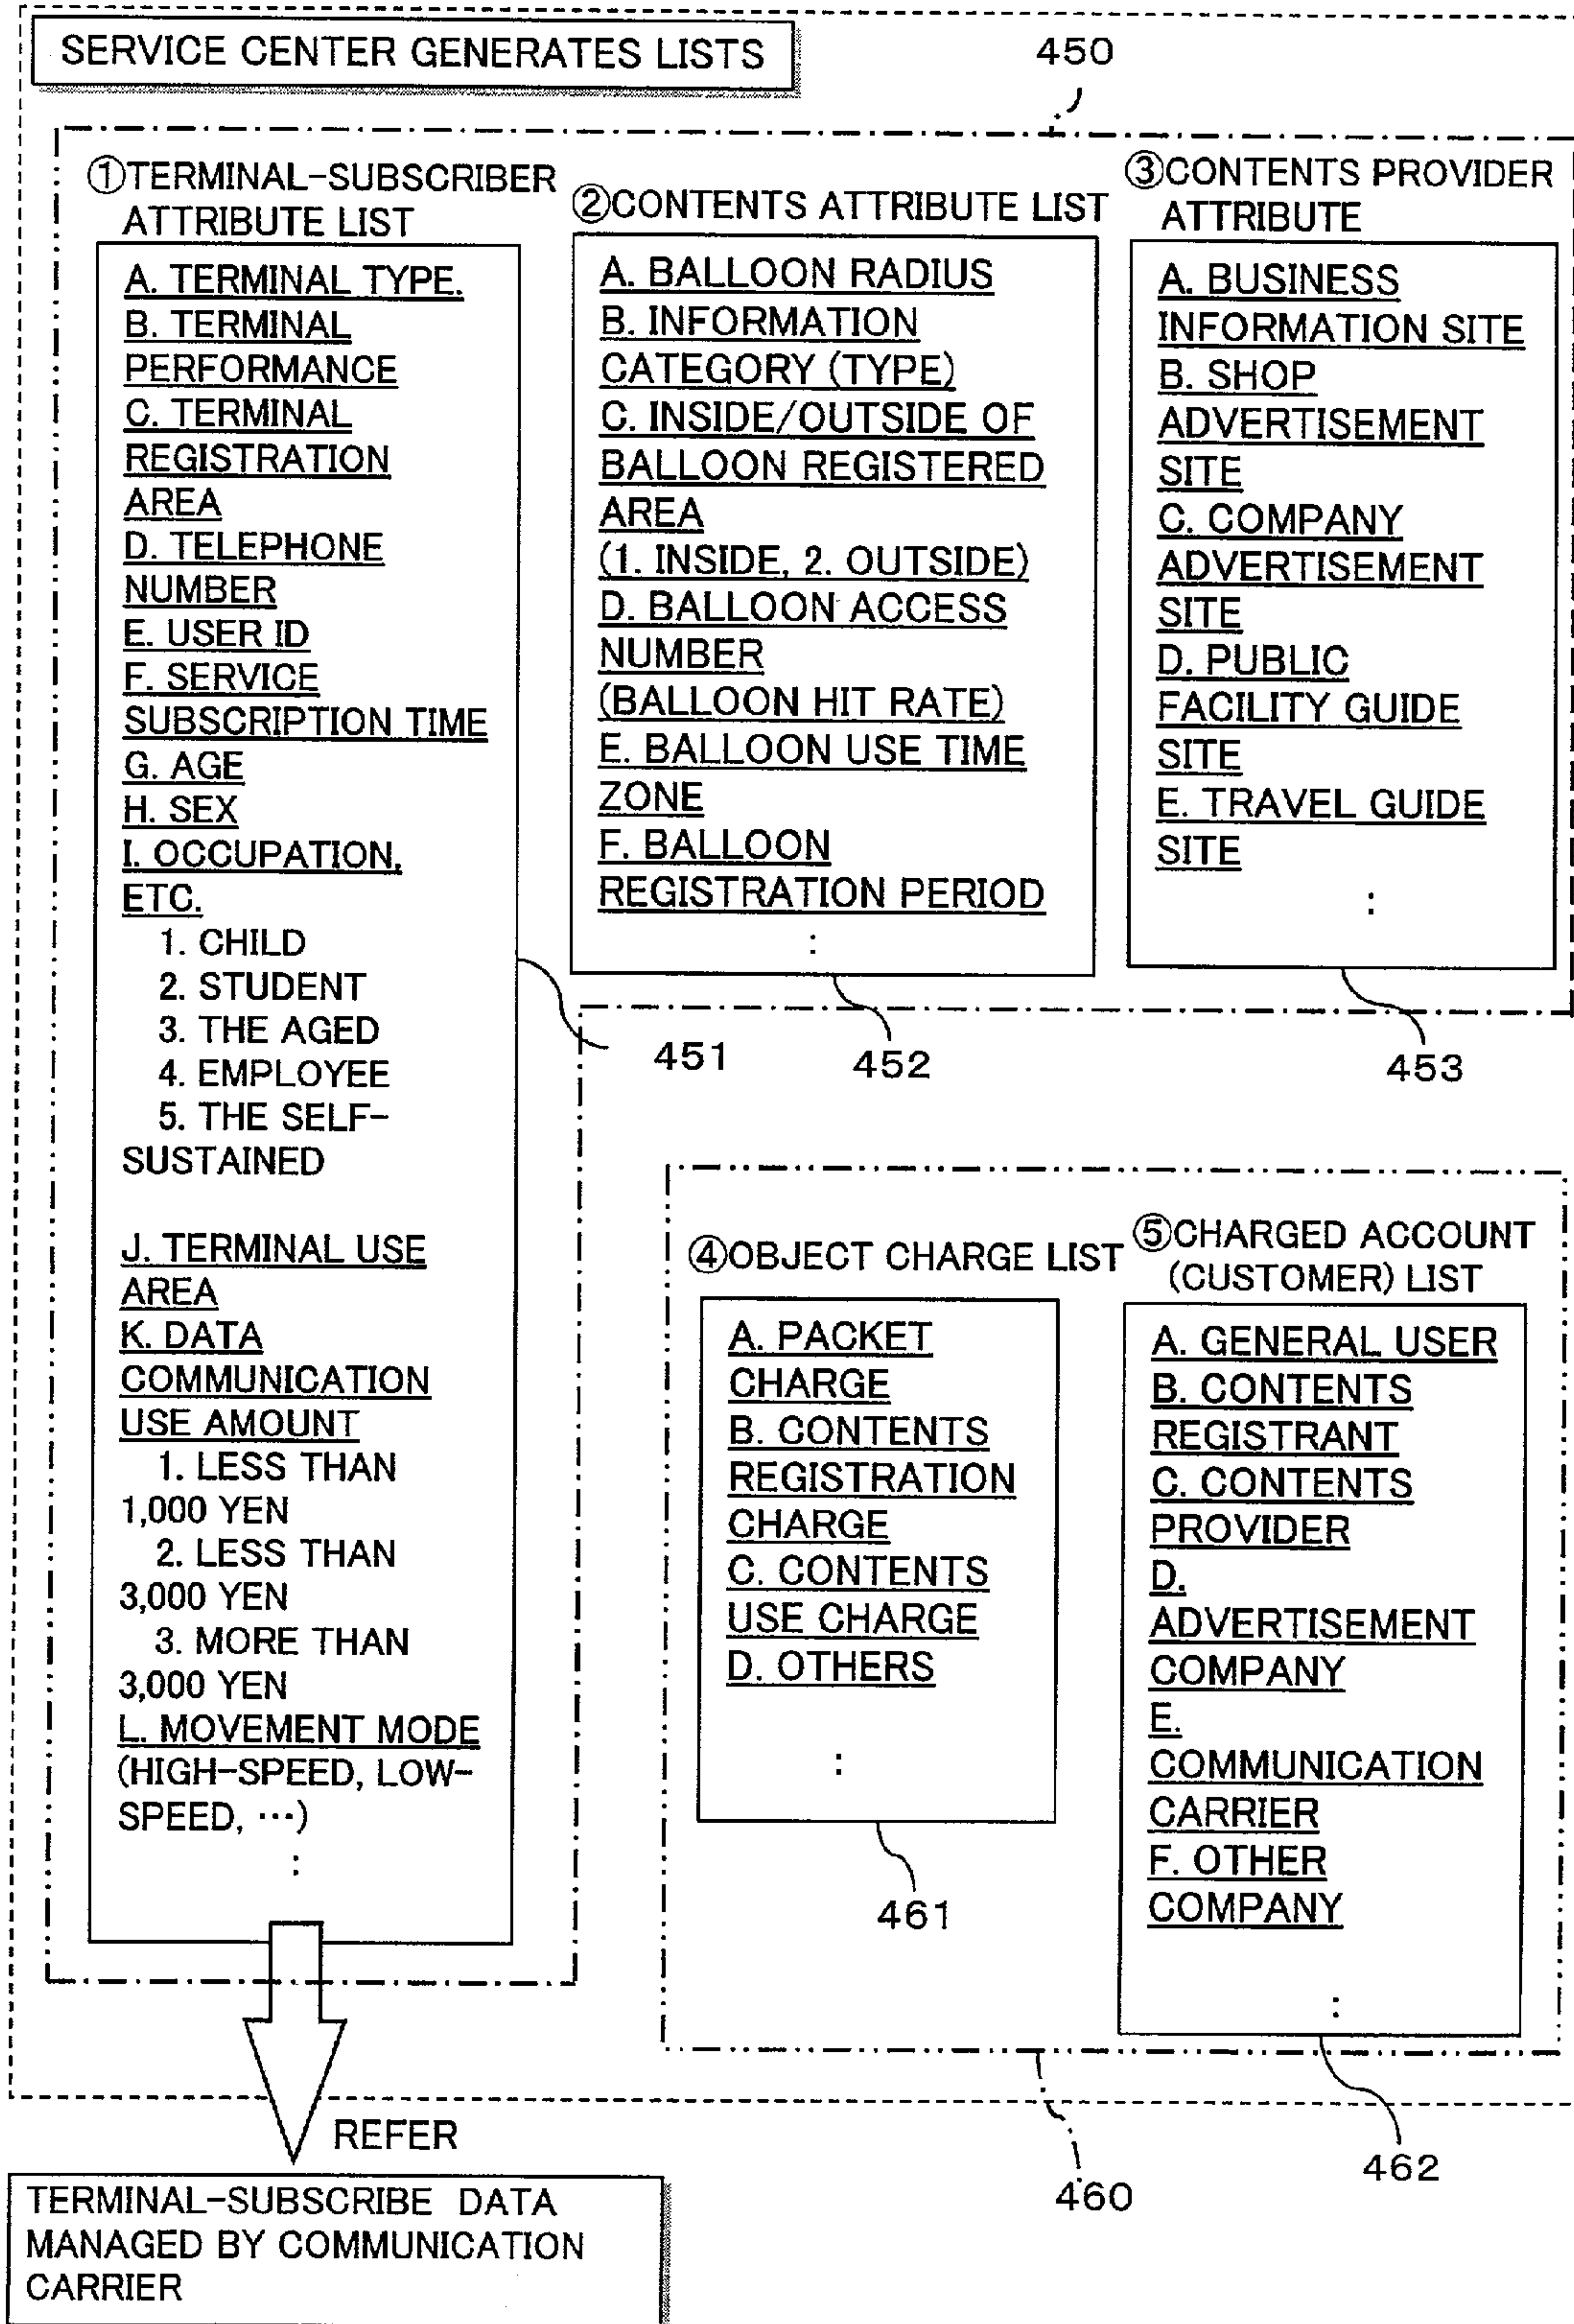 SERVICE CENTER GENERATES LISTS
450
①TERMINAL-SUBSCRIBER
ATTRIBUTE LIST
A. TERMINAL TYPE.
B. TERMINAL
PERFORMANCE
C. TERMINAL
REGISTRATION
AREA
D. TELEPHONE
NUMBER
E. USER ID
F. SERVICE
SUBSCRIPTION TIME
G. AGE
H. SEX
I. OCCUPATION,
ETC.
1. CHILD
2. STUDENT
3. THE AGED
4. EMPLOYEE
5. THE SELF-
SUSTAINED
J. TERMINAL USE
AREA
K. DATA
COMMUNICATION
USE AMOUNT
1. LESS THAN
1,000 YEN
2. LESS THAN
3,000 YEN
3. MORE THAN
3,000 YEN
L. MOVEMENT MODE
(HIGH-SPEED, LOW-
SPEED, ···)
:
451
②CONTENTS ATTRIBUTE LIST
A. BALLOON RADIUS
B. INFORMATION
CATEGORY (TYPE)
C. INSIDE/OUTSIDE OF
BALLOON REGISTERED
AREA
(1. INSIDE, 2. OUTSIDE)
D. BALLOON ACCESS
NUMBER
(BALLOON HIT RATE)
E. BALLOON USE TIME
ZONE
F. BALLOON
REGISTRATION PERIOD
:
452
③CONTENTS PROVIDER
ATTRIBUTE
A. BUSINESS
INFORMATION SITE
B. SHOP
ADVERTISEMENT
SITE
C. COMPANY
ADVERTISEMENT
SITE
D. PUBLIC
FACILITY GUIDE
SITE
E. TRAVEL GUIDE
SITE
:
453
④OBJECT CHARGE LIST
A. PACKET
CHARGE
B. CONTENTS
REGISTRATION
CHARGE
C. CONTENTS
USE CHARGE
D. OTHERS
:
461
⑤CHARGED ACCOUNT
(CUSTOMER) LIST
A. GENERAL USER
B. CONTENTS
REGISTRANT
C. CONTENTS
PROVIDER
D.
ADVERTISEMENT
COMPANY
E.
COMMUNICATION
CARRIER
F. OTHER
COMPANY
:
462
460
REFER
TERMINAL-SUBSCRIBE DATA
MANAGED BY COMMUNICATION
CARRIER